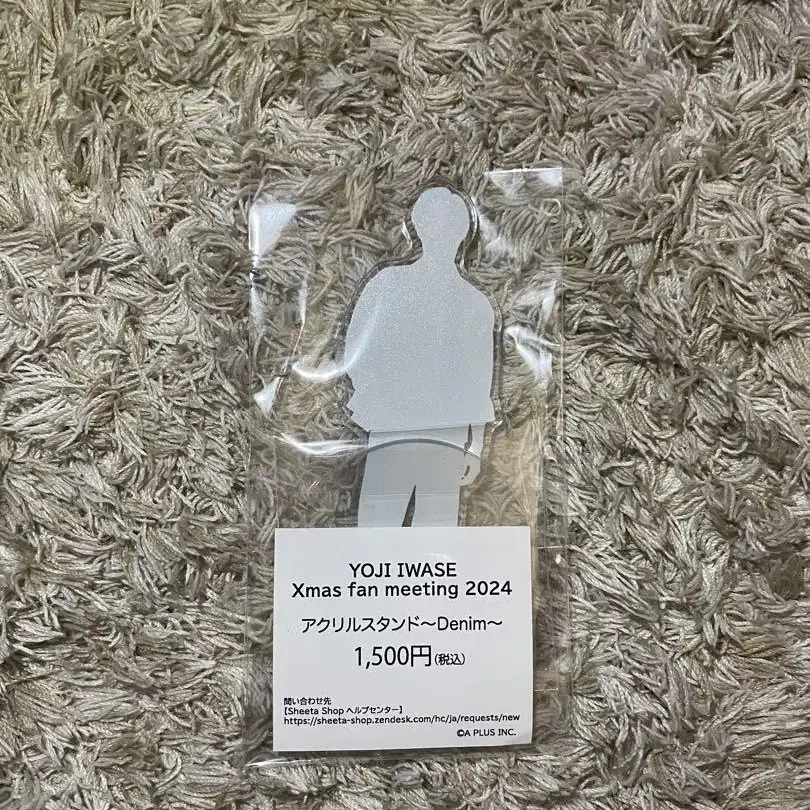 YOJI IWASE
Xmas fan meeting 2024
アクリルスタンド〜Denim〜
1,500円(税込)
問い合わせ先
【Sheeta Shop ヘルプセンター】
https://sheeta-shop.zendesk.com/hc/ja/requests/new
©A PLUS INC.